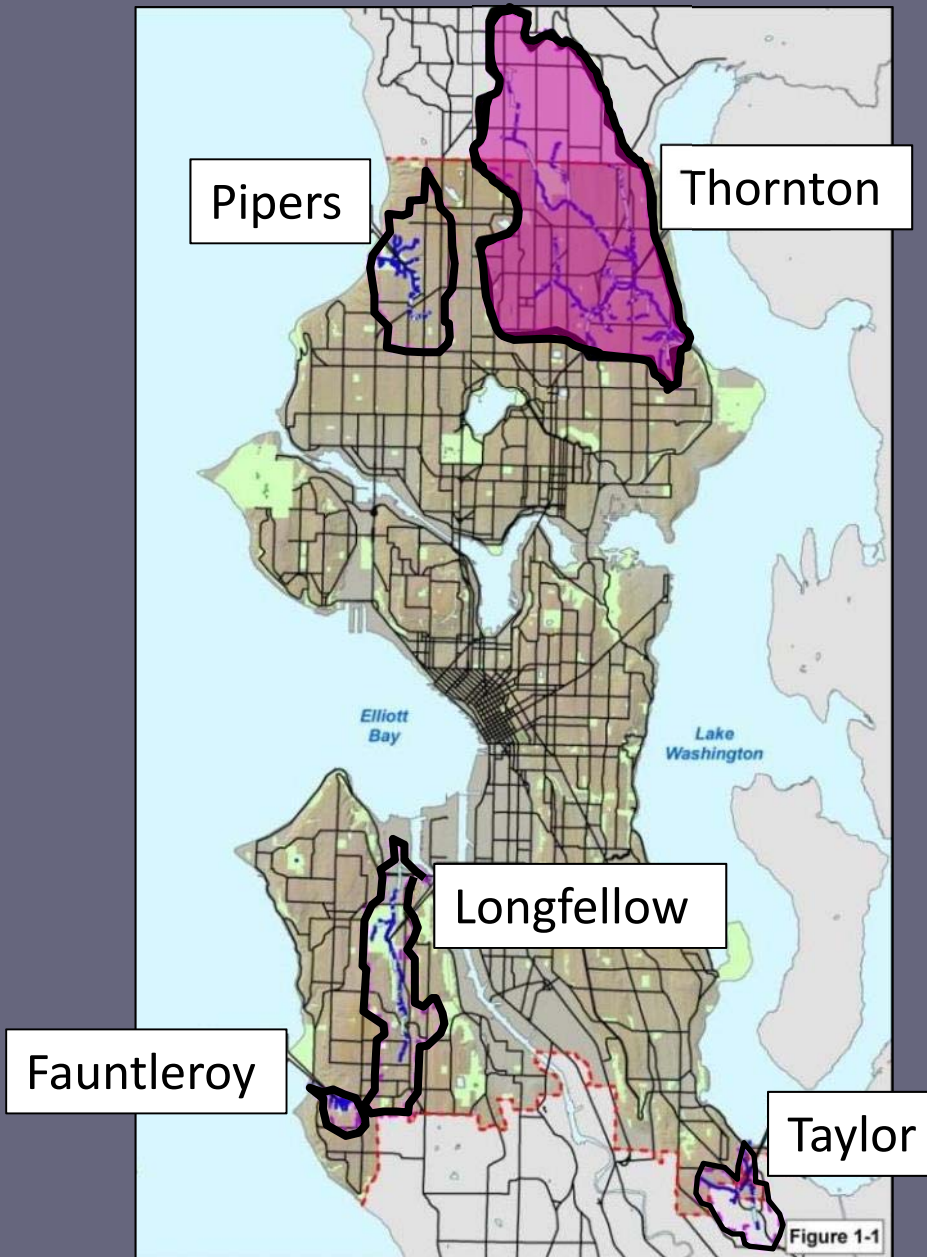 Pipers
Thornton
Elliott
Bay
Lake
Washington
Longfellow
Fauntleroy
Taylor
Figure 1-1